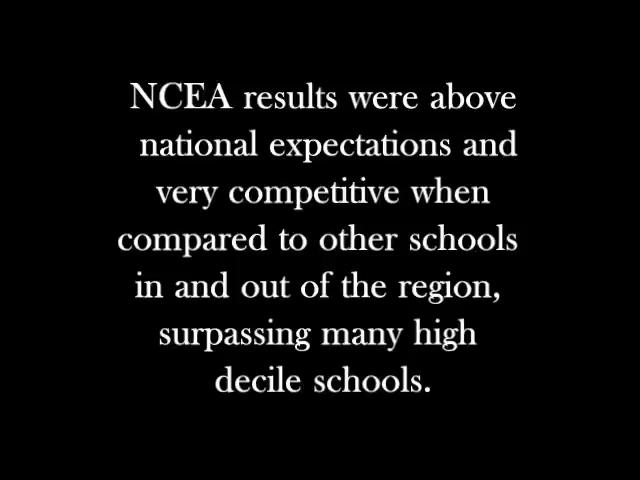 NCEA results were above
national expectations and
very competitive when
compared to other schools
in and out of the region,
surpassing many high
decile schools.